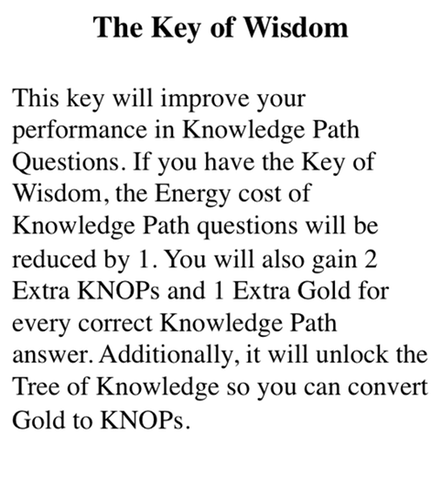 The Key of Wisdom
This key will improve your
performance in Knowledge Path
Questions. If you have the Key of
Wisdom, the Energy cost of
Knowledge Path questions will be
reduced by 1. You will also gain 2
Extra KNOPs and 1 Extra Gold for
every correct Knowledge Path
answer. Additionally, it will unlock the
Tree of Knowledge so you can convert
Gold to KNOPs.